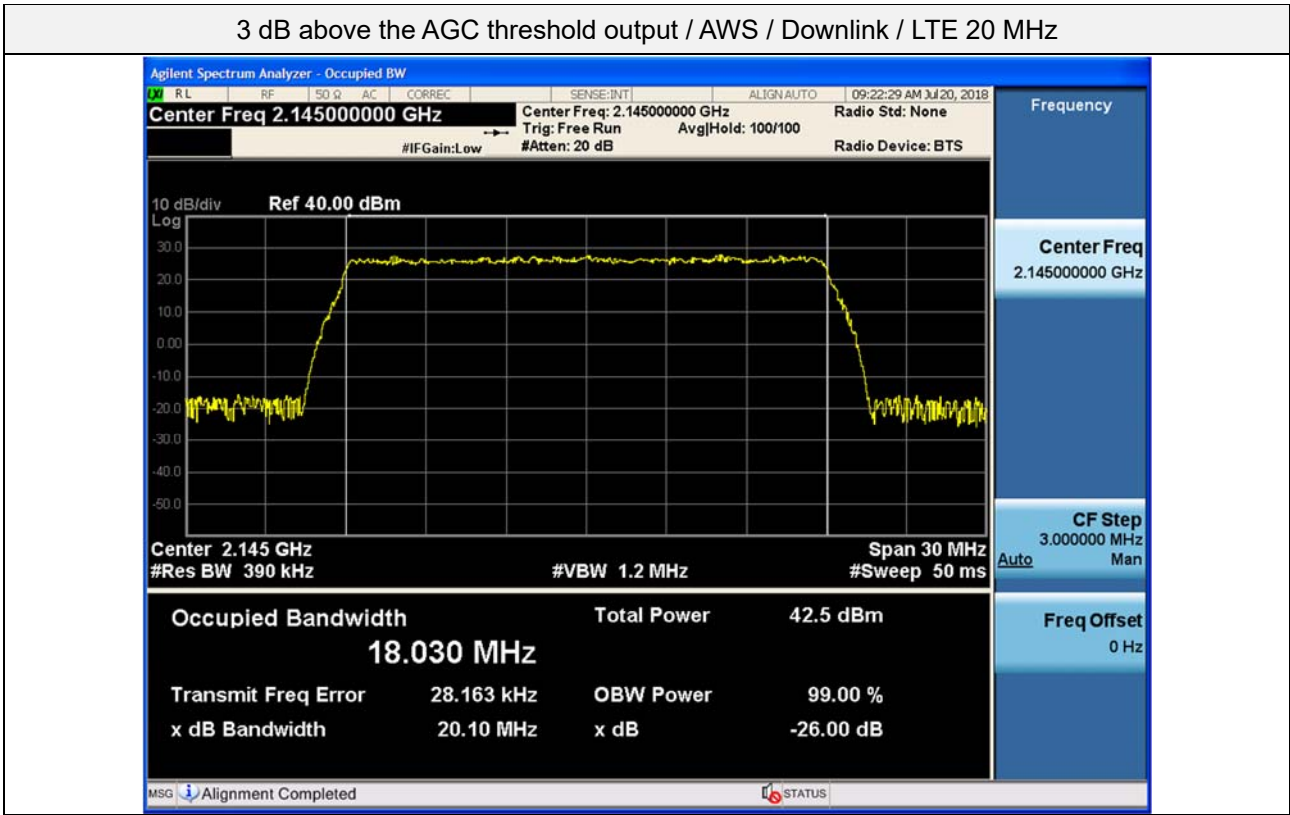 3 dB above the AGC threshold output / AWS / Downlink / LTE 20 MHz
Agilent Spectrum Analyzer - Occupied BW
LXI RL RF 50 Ω AC CORREC SENSE:INT ALIGN AUTO 09:22:29 AM Jul 20, 2018
Center Freq 2.145000000 GHz
Center Freq: 2.145000000 GHz
Radio Std: None
Trig: Free Run
Avg|Hold: 100/100
#IFGain:Low
#Atten: 20 dB
Radio Device: BTS
Frequency
10 dB/div
Ref 40.00 dBm
Log
30.0
20.0
10.0
0.00
-10.0
-20.0
-30.0
-40.0
-50.0
Center 2.145 GHz
Span 30 MHz
#Res BW 390 kHz
#VBW 1.2 MHz
#Sweep 50 ms
Center Freq
2.145000000 GHz
CF Step
3.000000 MHz
Auto Man
Freq Offset
0 Hz
Occupied Bandwidth
18.030 MHz
Total Power 42.5 dBm
Transmit Freq Error 28.163 kHz
OBW Power 99.00 %
x dB Bandwidth 20.10 MHz
x dB -26.00 dB
MSG Alignment Completed
STATUS